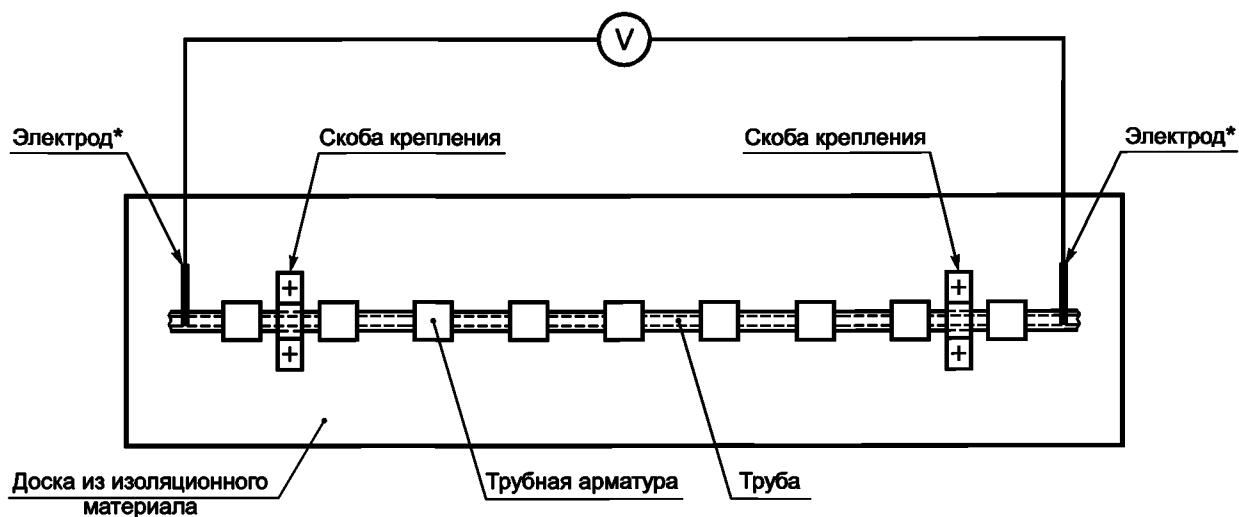 V
Электрод*
Скоба крепления
Скоба крепления
Электрод*
Доска из изоляционного
материала
Трубная арматура
Труба